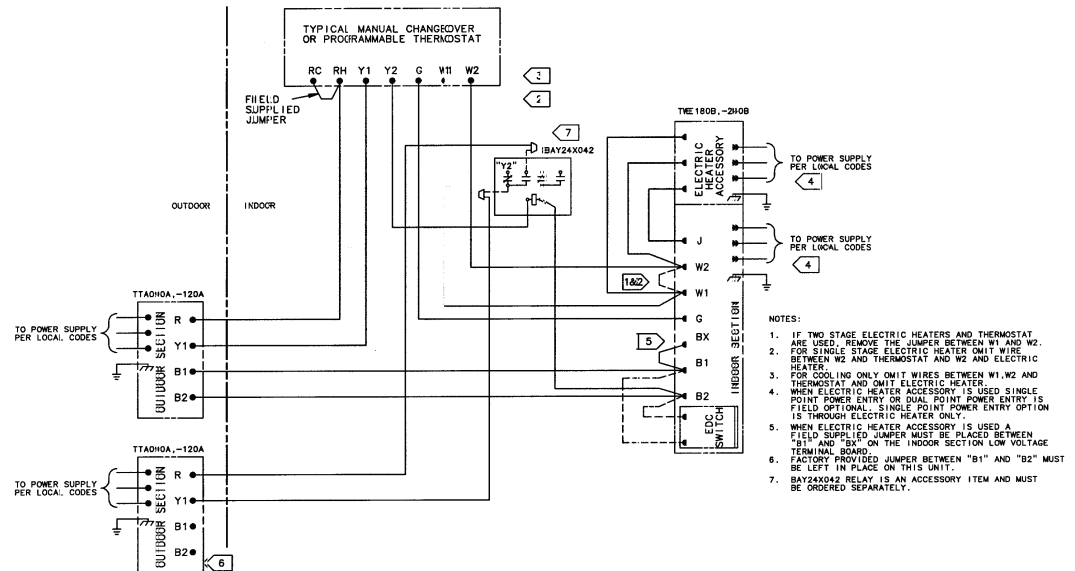 TYPICAL MANUAL CHANGEOVER
OR PROGRAMMABLE THERMOSTAT
RC RH Y1 Y2 G W1 W2
3
2
FIELD
SUPPLIED
JUMPER
7
BAY24X042
"Y2"
TWE180B,-240B
ELECTRIC
HEATER
ACCESSORY
TO POWER SUPPLY
PER LOCAL CODES
4
OUTDOOR
INDOOR
J
TO POWER SUPPLY
PER LOCAL CODES
4
W2
1&2
W1
G
BX
5
B1
B2
INDOOR SECTION
EDC
SWITCH
TTA090A,-120A
TO POWER SUPPLY
PER LOCAL CODES
OUTDOOR SECTION
R
Y1
B1
B2
TTA090A,-120A
TO POWER SUPPLY
PER LOCAL CODES
OUTDOOR SECTION
R
Y1
B1
B2
6
NOTES:
1. IF TWO STAGE ELECTRIC HEATERS AND THERMOSTAT
ARE USED, REMOVE THE JUMPER BETWEEN W1 AND W2.
2. FOR SINGLE STAGE ELECTRIC HEATER OMIT WIRE
BETWEEN W2 AND THERMOSTAT AND W2 AND ELECTRIC
HEATER.
3. FOR COOLING ONLY OMIT WIRES BETWEEN W1,W2 AND
THERMOSTAT AND OMIT ELECTRIC HEATER.
4. WHEN ELECTRIC HEATER ACCESSORY IS USED SINGLE
POINT POWER ENTRY OR DUAL POINT POWER ENTRY IS
FIELD OPTIONAL. SINGLE POINT POWER ENTRY OPTION
IS THROUGH ELECTRIC HEATER ONLY.
5. WHEN ELECTRIC HEATER ACCESSORY IS USED A
FIELD SUPPLIED JUMPER MUST BE PLACED BETWEEN
"B1" AND "BX" ON THE INDOOR SECTION LOW VOLTAGE
TERMINAL BOARD.
6. FACTORY PROVIDED JUMPER BETWEEN "B1" AND "B2" MUST
BE LEFT IN PLACE ON THIS UNIT.
7. BAY24X042 RELAY IS AN ACCESSORY ITEM AND MUST
BE ORDERED SEPARATELY.